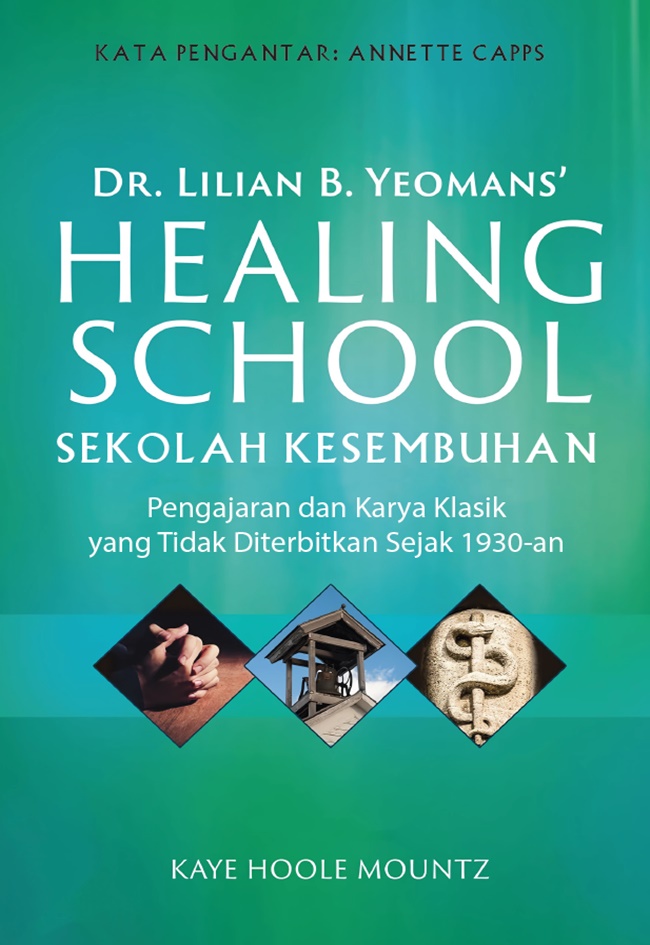 KATA PENGANTAR: ANNETTE CAPPS
DR. LILIAN B. YEOMANS'
HEALING
SCHOOL
SEKOLAH KESEMBUHAN
Pengajaran dan Karya Klasik
yang Tidak Diterbitkan Sejak 1930-an
KAYE HOOLE MOUNTZ